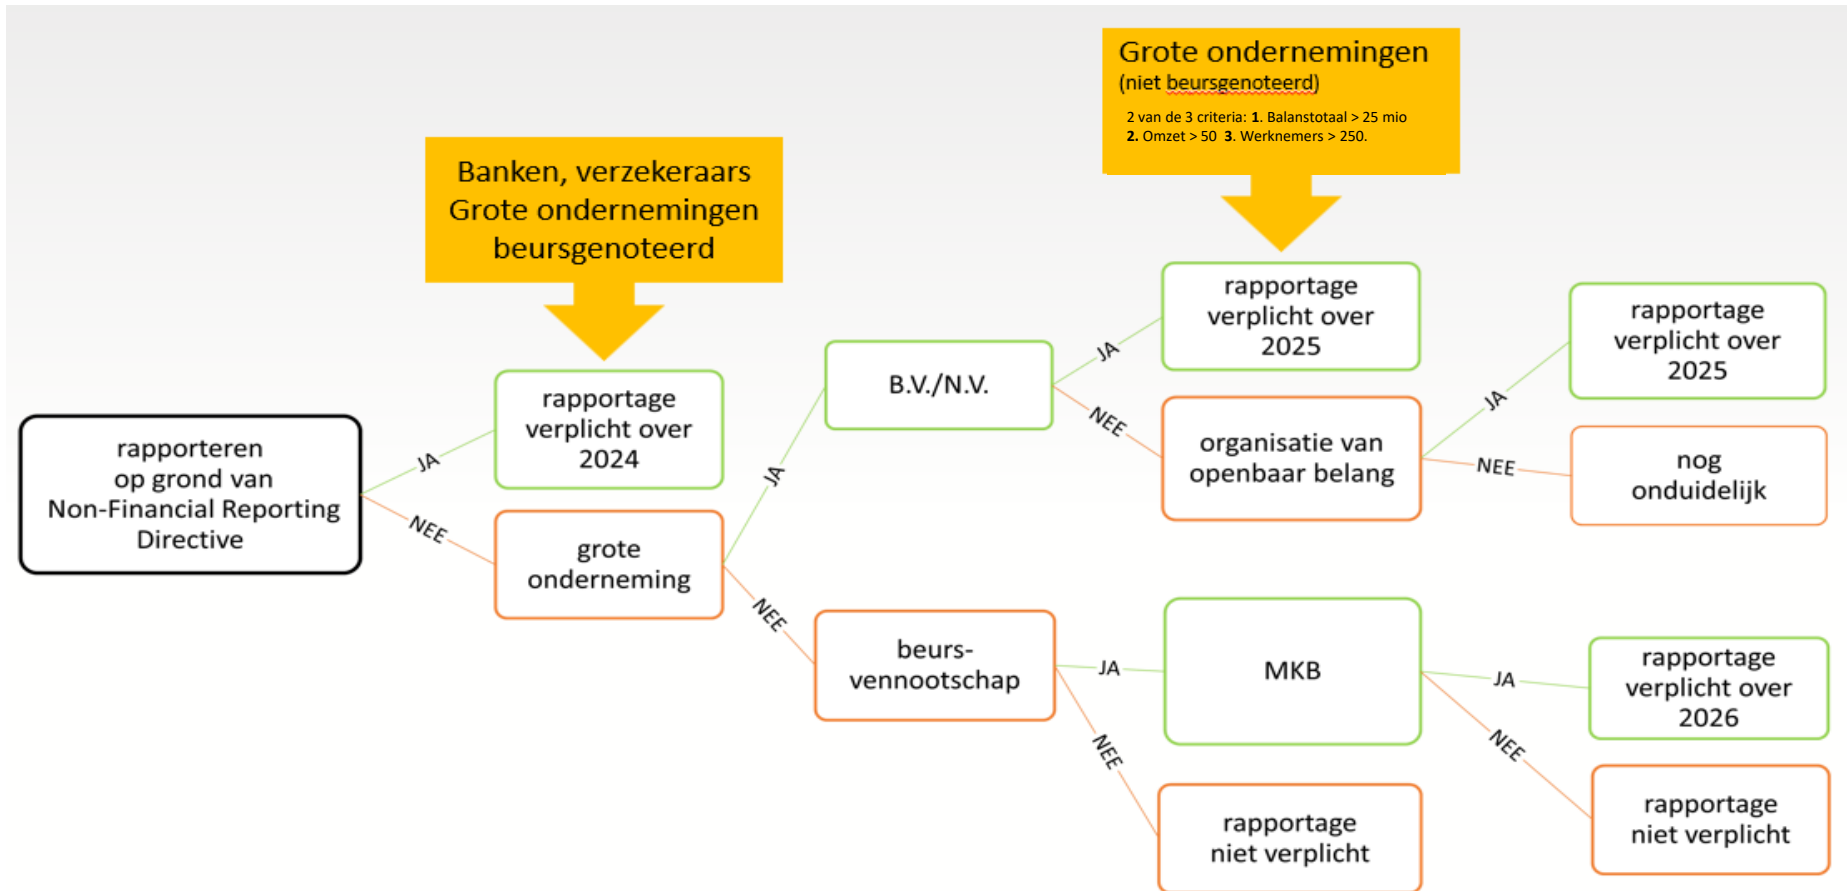 Grote ondernemingen
(niet beursgenoteerd)
2 van de 3 criteria: 1. Balanstotaal > 25 mio
2. Omzet > 50  3. Werknemers > 250.
Banken, verzekeraars
Grote ondernemingen
beursgenoteerd
rapporteren
op grond van
Non-Financial Reporting
Directive
JA
NEE
rapportage
verplicht over
2024
grote
onderneming
JA
NEE
B.V./N.V.
JA
NEE
rapportage
verplicht over
2025
organisatie van
openbaar belang
JA
NEE
rapportage
verplicht over
2025
nog
onduidelijk
beurs-
vennootschap
JA
NEE
MKB
JA
NEE
rapportage
verplicht over
2026
rapportage
niet verplicht
rapportage
niet verplicht